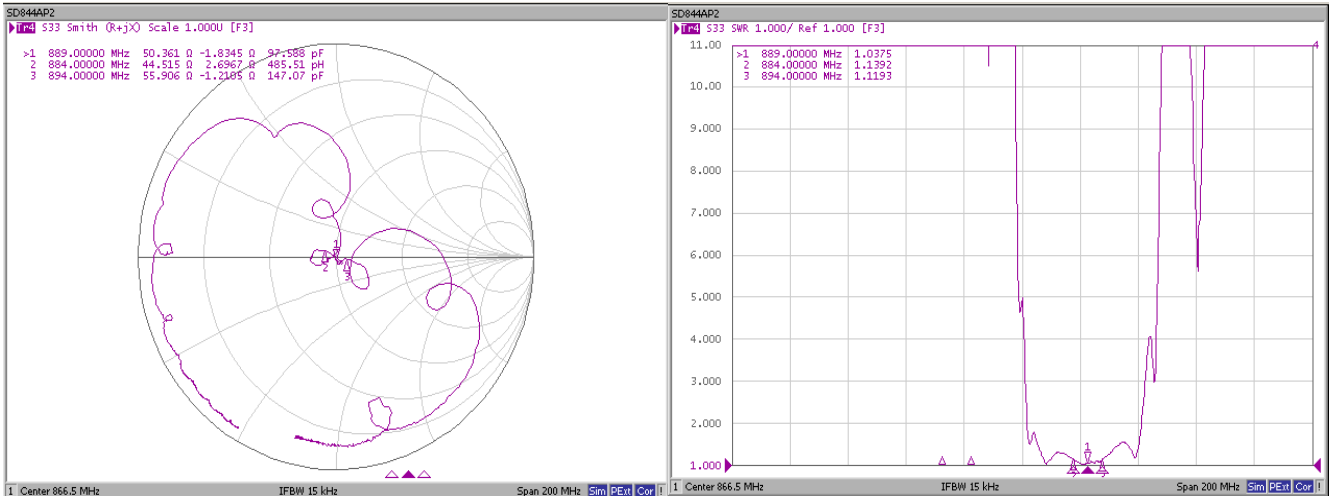 SD844AP2
Tr4 S33 Smith (R+jX) Scale 1.000U [F3]
>1 889.00000 MHz 50.361 Ω -1.8345 Ω 97.588 pF
2 884.00000 MHz 44.515 Ω 2.6967 Ω 485.51 pH
3 894.00000 MHz 55.906 Ω -1.2105 Ω 147.07 pF
1
2
3
1 Center 866.5 MHz IFBW 15 kHz Span 200 MHz Sim PExt Cor !
SD844AP2
Tr4 S33 SWR 1.000/ Ref 1.000 [F3]
>1 889.00000 MHz 1.0375
2 884.00000 MHz 1.1392
3 894.00000 MHz 1.1193
4
11.00
10.00
9.000
8.000
7.000
6.000
5.000
4.000
3.000
2.000
1.000
1
1 Center 866.5 MHz IFBW 15 kHz Span 200 MHz Sim PExt Cor !